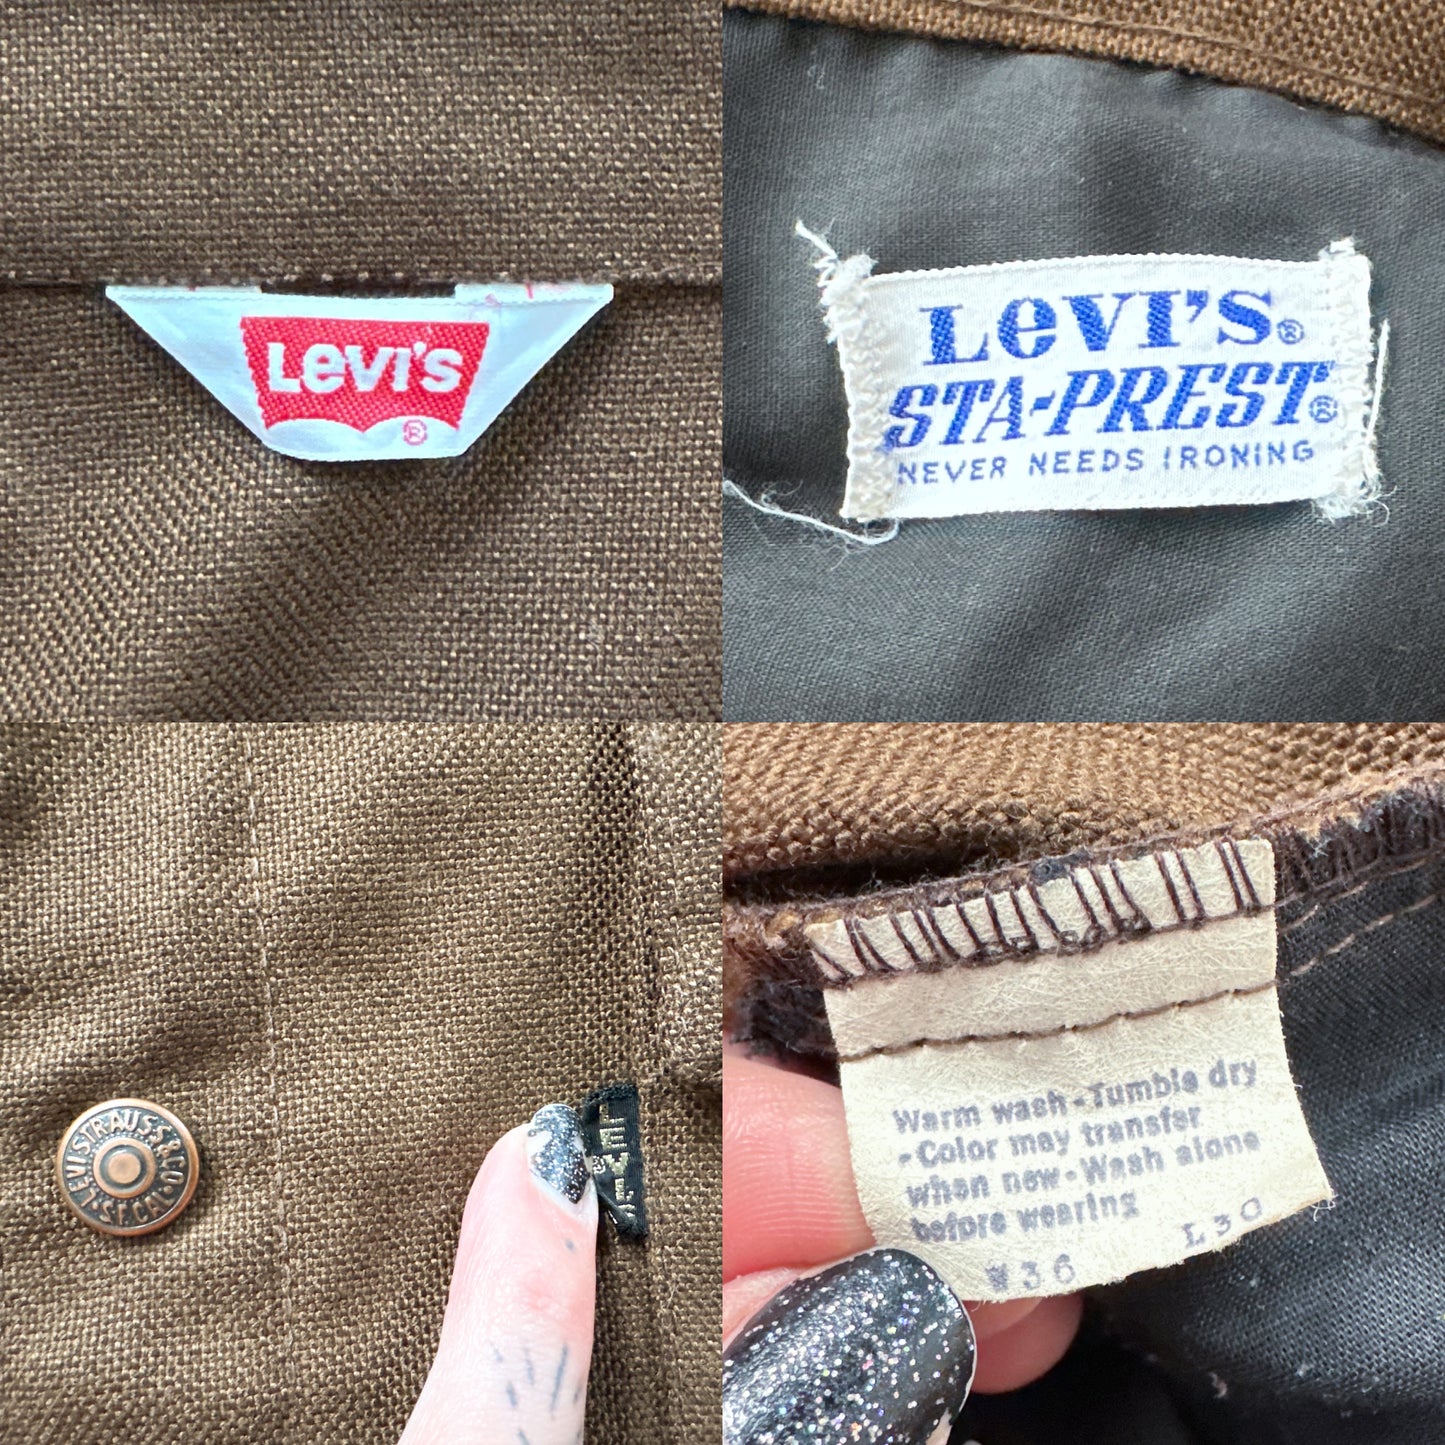 LEVI'S
®
LEVI'S®
STA-PREST®
NEVER NEEDS IRONING
LEVI STRAUSS & CO.
S.F. CAL.
LEVI'S
®
Warm wash - Tumble dry
- Color may transfer
when new - Wash alone
before wearing
W36 L30